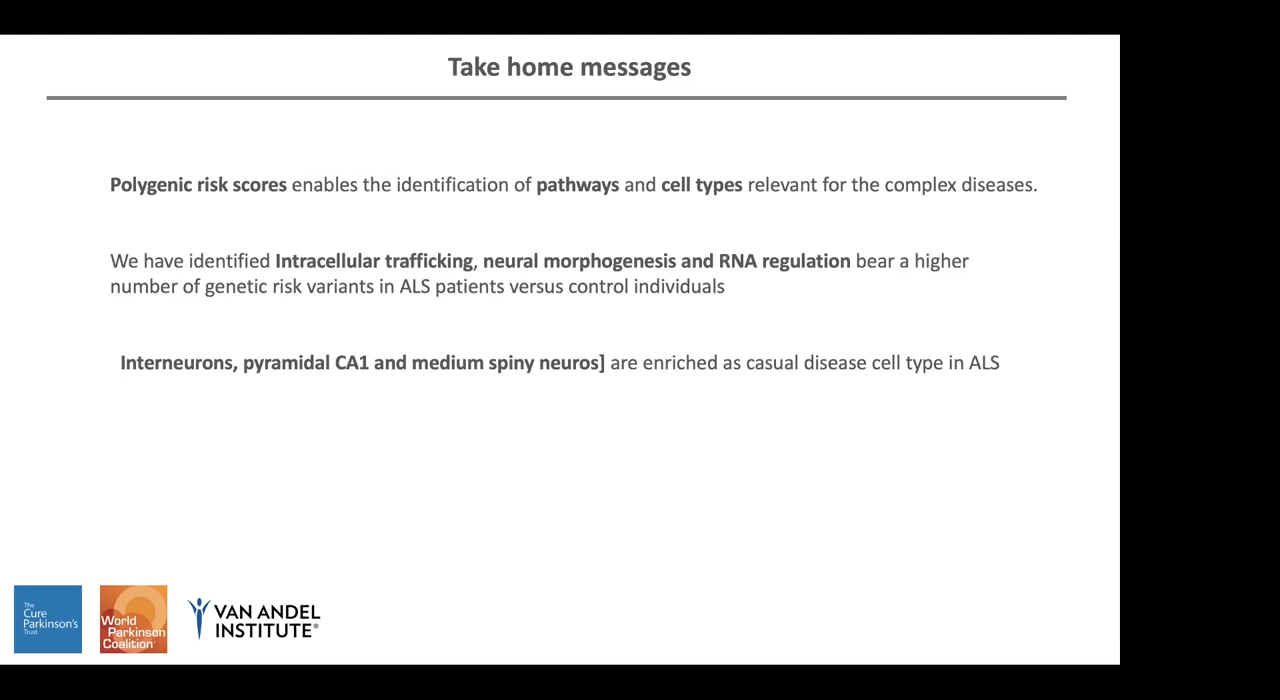 Take home messages
Polygenic risk scores enables the identification of pathways and cell types relevant for the complex diseases.
We have identified Intracellular trafficking, neural morphogenesis and RNA regulation bear a higher
number of genetic risk variants in ALS patients versus control individuals
Interneurons, pyramidal CA1 and medium spiny neuros] are enriched as casual disease cell type in ALS
The
Cure
Parkinson's
Trust
World
Parkinson
Coalition
VAN ANDEL
INSTITUTE®